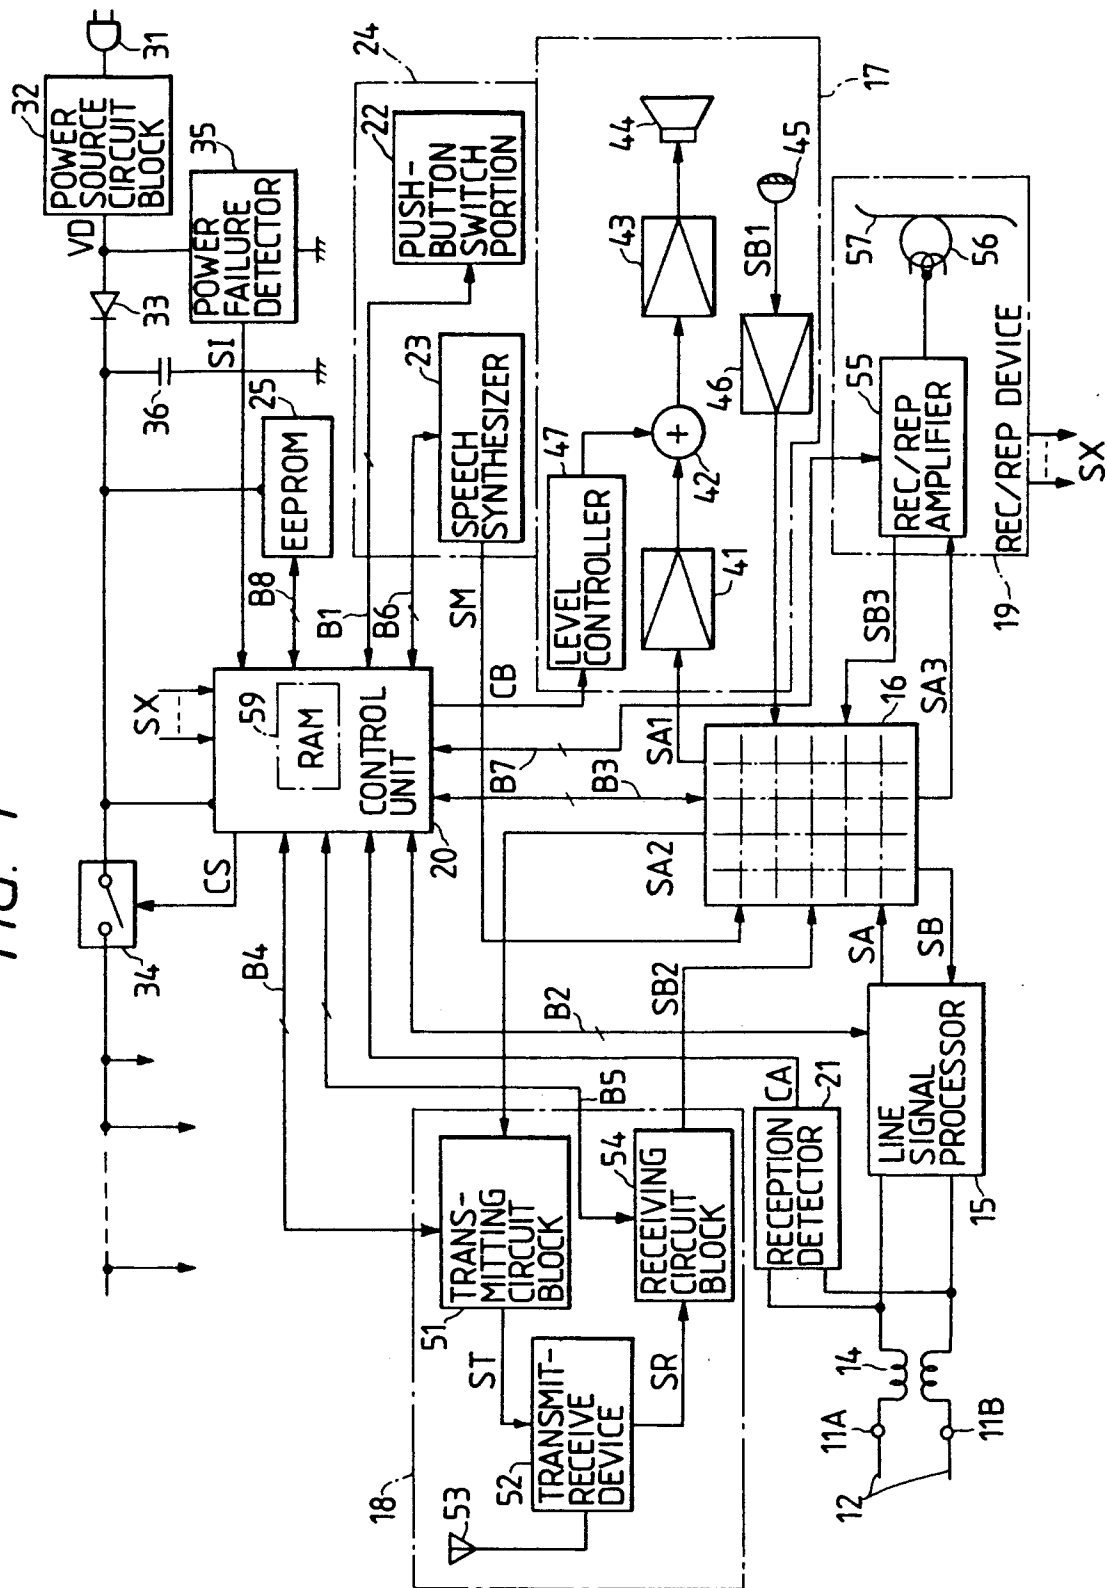 FIG. 1
31
32
POWER
SOURCE
CIRCUIT
BLOCK
VD
35
POWER
FAILURE
DETECTOR
33
SI
36
25
EEPROM
B8
34
CS
SX
59
RAM
CONTROL
UNIT
20
24
22
PUSH-
BUTTON
SWITCH
PORTION
23
SPEECH
SYNTHESIZER
B1
B6
SM
CB
17
44
45
43
SB1
46
47
LEVEL
CONTROLLER
42
41
SA1
B7
B3
SA2
16
57
56
55
REC/REP
AMPLIFIER
REC/REP DEVICE
19
SX
SB3
SA3
B4
B5
B2
SB2
SA
SB
CA
18
51
TRANS-
MITTING
CIRCUIT
BLOCK
54
RECEIVING
CIRCUIT
BLOCK
ST
SR
52
TRANSMIT-
RECEIVE
DEVICE
53
21
RECEPTION
DETECTOR
LINE
SIGNAL
PROCESSOR
15
14
11A
11B
12